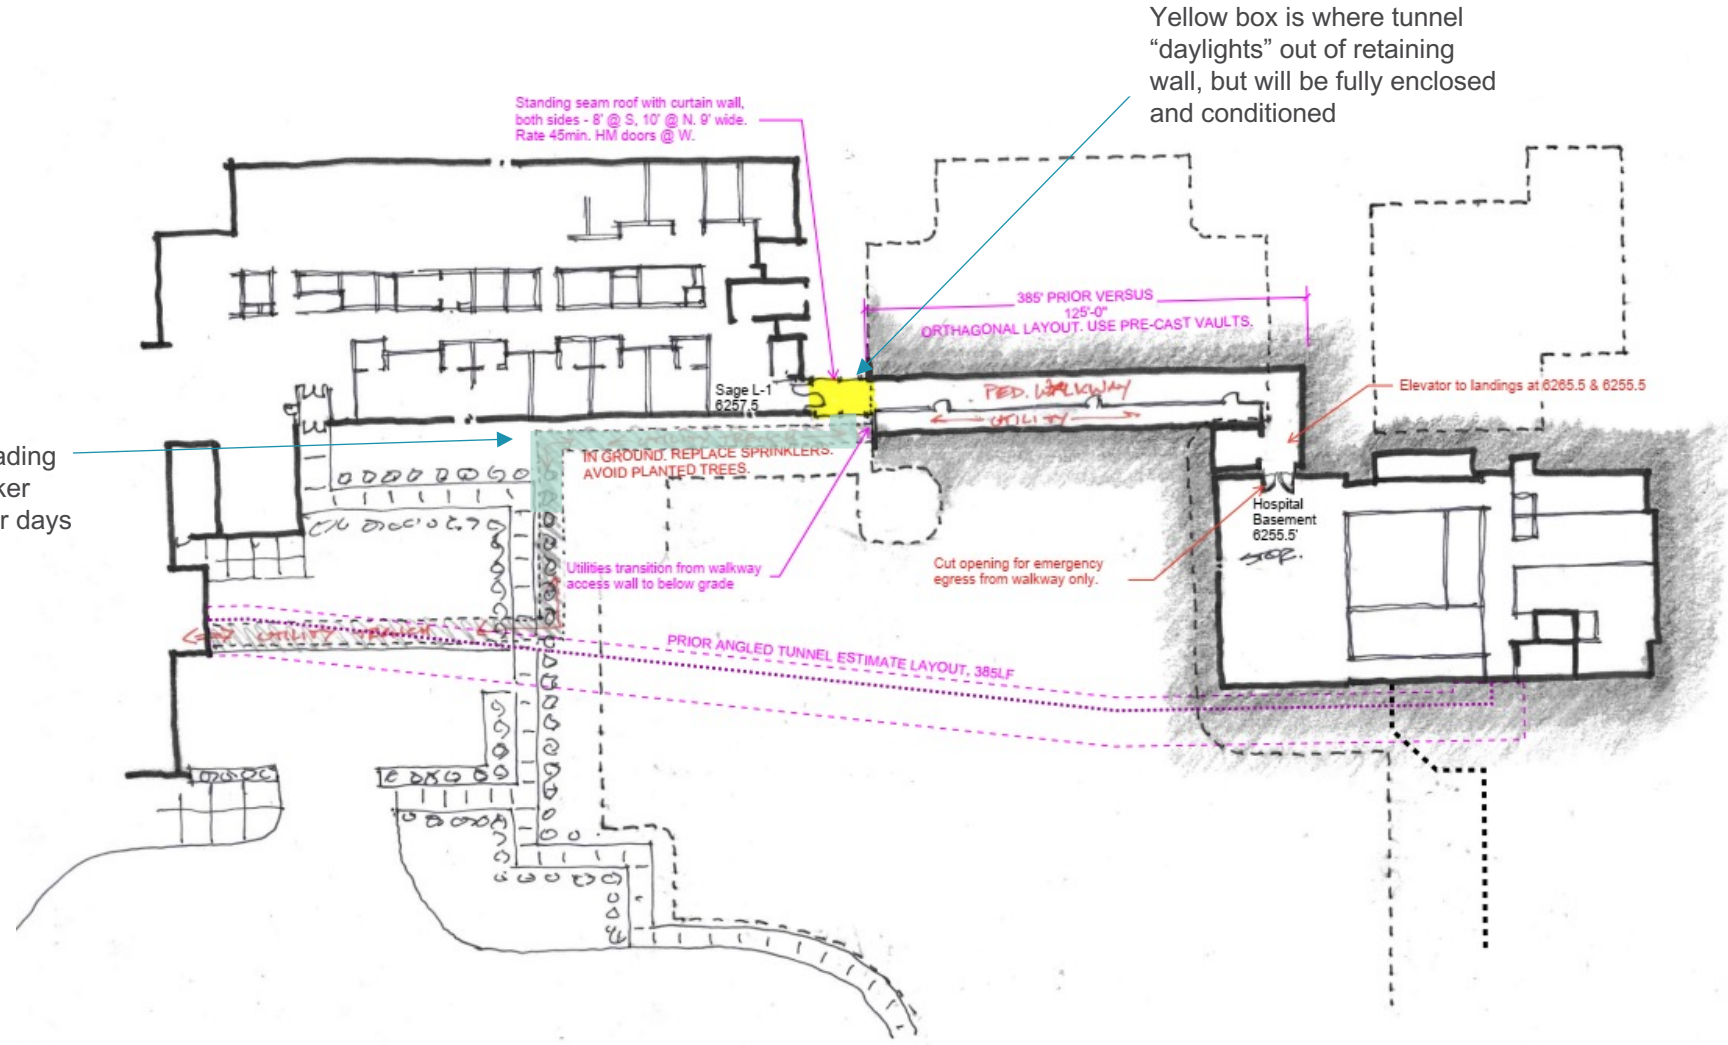 Yellow box is where tunnel
“daylights” out of retaining
wall, but will be fully enclosed
and conditioned
Standing seam roof with curtain wall,
both sides - 8' @ S, 10' @ N. 9' wide.
Rate 45min. HM doors @ W.
385' PRIOR VERSUS
125'-0"
ORTHAGONAL LAYOUT. USE PRE-CAST VAULTS.
Sage L-1
6257.5
PED. WALKWAY
UTILITY
Elevator to landings at 6265.5 & 6255.5
ading
ker
r days
IN GROUND. REPLACE SPRINKLERS.
AVOID PLANTED TREES.
Hospital
Basement
6255.5'
Utilities transition from walkway
access wall to below grade
Cut opening for emergency
egress from walkway only.
UTILITY TRENCH
PRIOR ANGLED TUNNEL ESTIMATE LAYOUT, 385LF